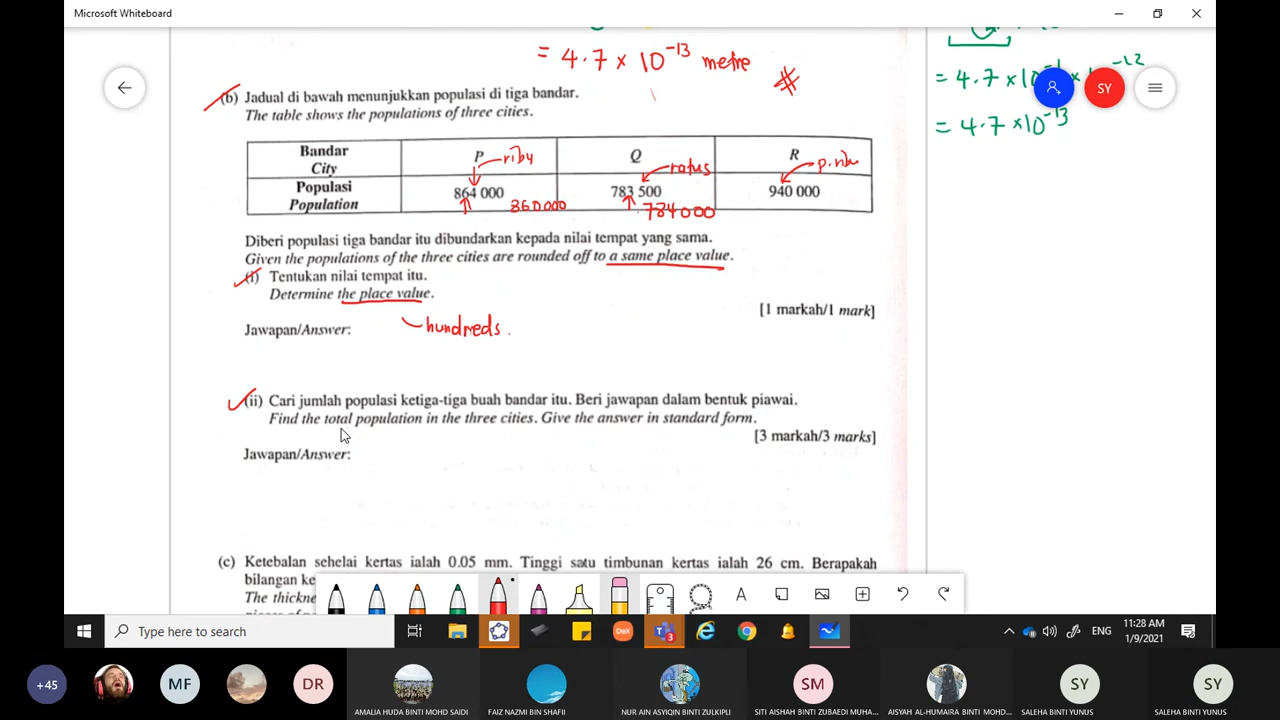 Microsoft Whiteboard
= 4.7 × 10⁻¹³ metre
= 4.7 × 10⁻¹³
SY
(b) Jadual di bawah menunjukkan populasi di tiga bandar.
The table shows the populations of three cities.
Bandar
City
P
Q
R
ribu
ratus
p.ribu
Populasi
Population
864 000
783 500
940 000
860000
784000
Diberi populasi tiga bandar itu dibundarkan kepada nilai tempat yang sama.
Given the populations of the three cities are rounded off to a same place value.
(i) Tentukan nilai tempat itu.
Determine the place value.
[1 markah/1 mark]
Jawapan/Answer:
hundreds.
(ii) Cari jumlah populasi ketiga-tiga buah bandar itu. Beri jawapan dalam bentuk piawai.
Find the total population in the three cities. Give the answer in standard form.
[3 markah/3 marks]
Jawapan/Answer:
(c) Ketebalan sehelai kertas ialah 0.05 mm. Tinggi satu timbunan kertas ialah 26 cm. Berapakah
bilangan ke
The thickne
A
Type here to search
DeX
3
ENG
11:28 AM
1/9/2021
+45
MF
DR
SM
SY
SY
AMALIA HUDA BINTI MOHD SAIDI
FAIZ NAZMI BIN SHAFII
NUR AIN ASYIQIN BINTI ZULKIPLI
SITI AISHAH BINTI ZUBAEDI MUHA...
AISYAH AL-HUMAIRA BINTI MOHD...
SALEHA BINTI YUNUS
SALEHA BINTI YUNUS